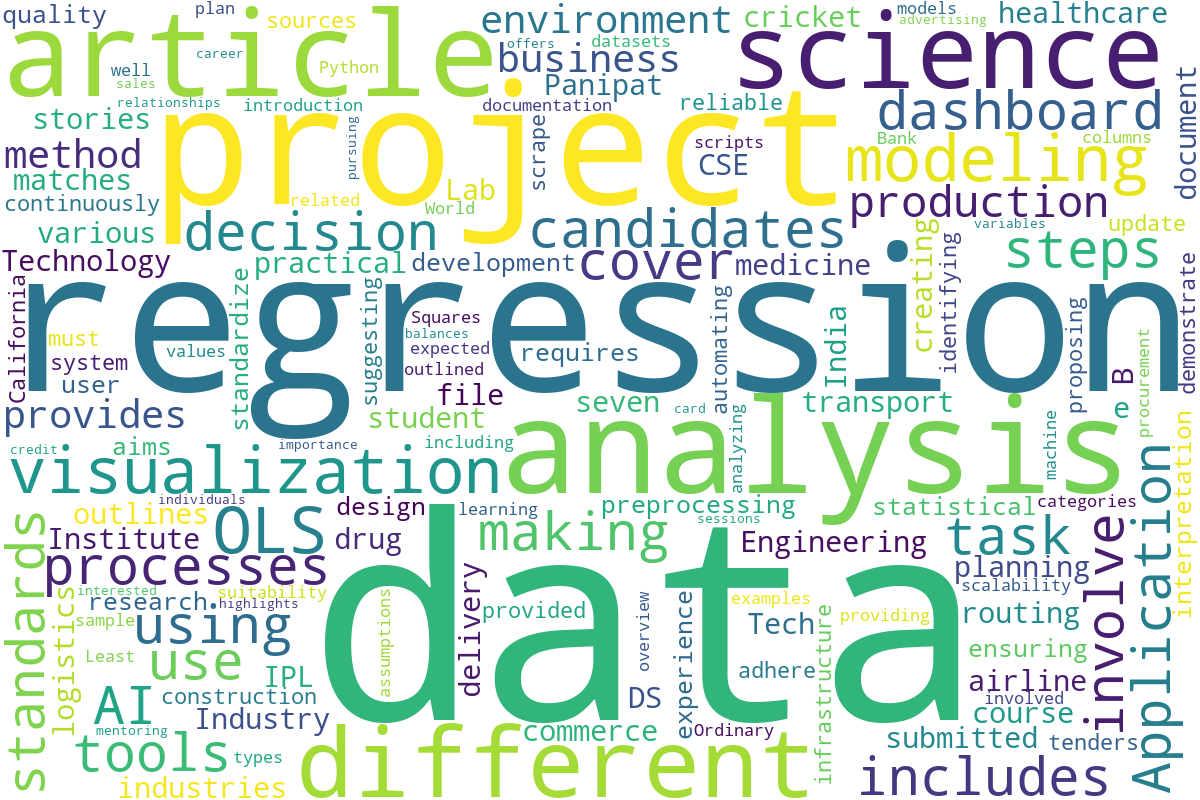 quality
plan
sources
environment
cricket
models
advertising
healthcare
article
career
well
sales
Python
offers
datasets
business
science
Panipat
relationships
introduction
documentation
reliable
dashboard
stories
project
pursuing
scrape
scripts
CSE
Bank
columns
document
method
modeling
matches
continuously
related
Lab
World
production
various
decision
candidates
variables
update
Technology
practical
development
cover
medicine
creating
identifying
steps
California
regression
standardize
suggesting
Squares
balances
expected
outlined
requires
automating
India
proposing
demonstrate
must
system
user
values
file
B
provides
student
seven
card
transport
e
procurement
credit
aims
importance
including
analysis
analyzing
machine
interpretation
visualization
individuals
design
learning
preprocessing
sessions
statistical
categories
outlines
OLS
Institute
drug
making
Engineering
task
Application
standards
processes
data
planning
involve
interested
suitability
research
highlights
delivery
provided
examples
scalability
logistics
sample
using
assumptions
overview
experience
Tech
providing
routing
infrastructure
Least
use
IPL
adhere
ensuring
airline
AI
construction
DS
involved
Industry
course
mentoring
commerce
Ordinary
submitted
tenders
tools
types
different
industries
includes